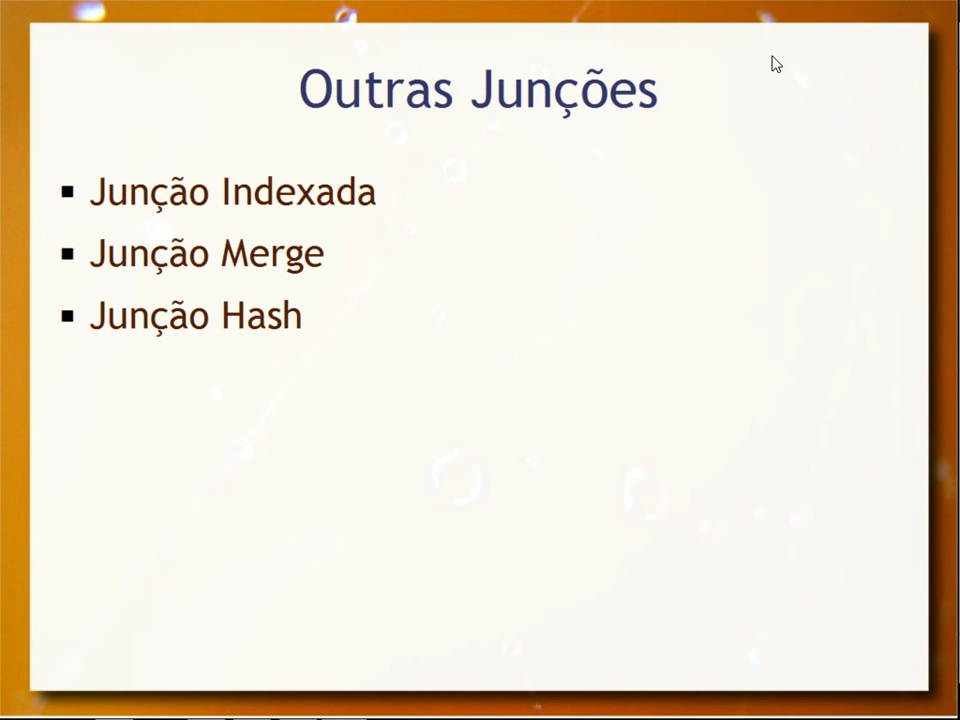 Outras Junções
Junção Indexada
Junção Merge
Junção Hash